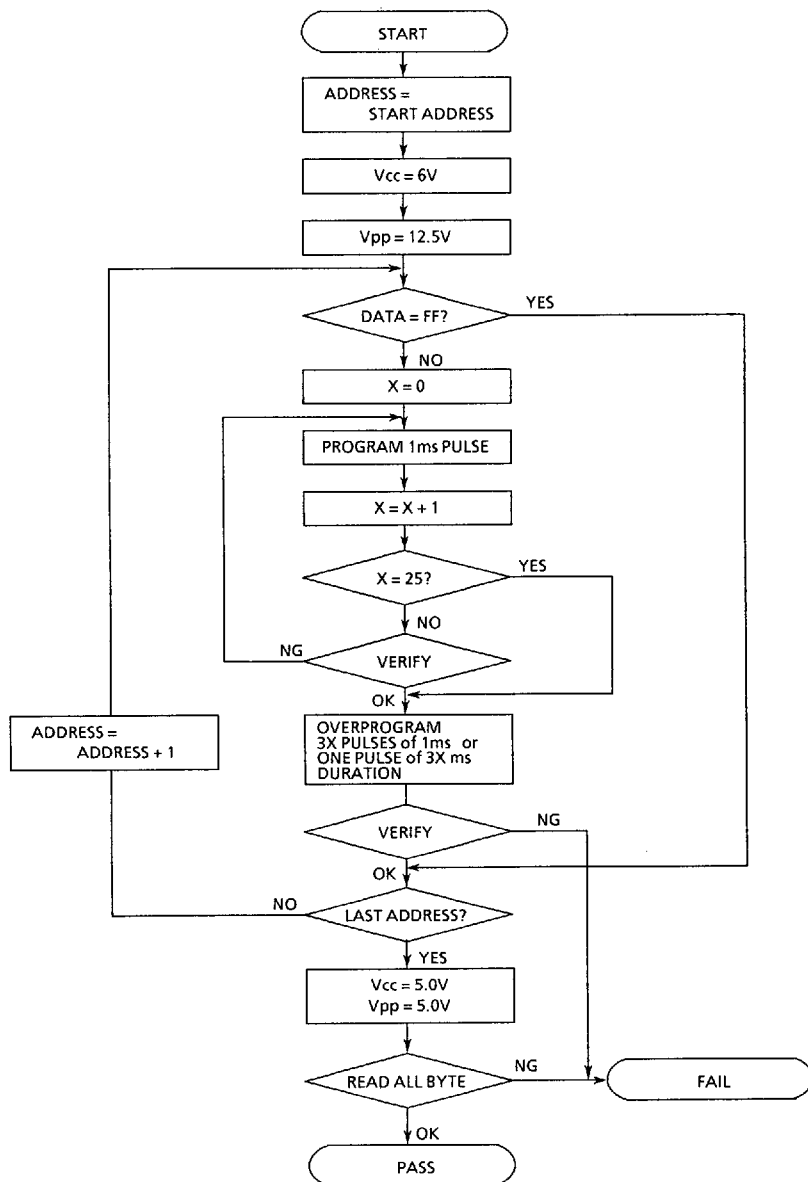 START
ADDRESS =
START ADDRESS
Vcc = 6V
Vpp = 12.5V
DATA = FF?
YES
NO
X = 0
PROGRAM 1ms PULSE
X = X + 1
X = 25?
YES
NO
NG
VERIFY
OK
ADDRESS =
ADDRESS + 1
OVERPROGRAM
3X PULSES of 1ms or
ONE PULSE of 3X ms
DURATION
VERIFY
NG
OK
NO
LAST ADDRESS?
YES
Vcc = 5.0V
Vpp = 5.0V
READ ALL BYTE
NG
FAIL
OK
PASS